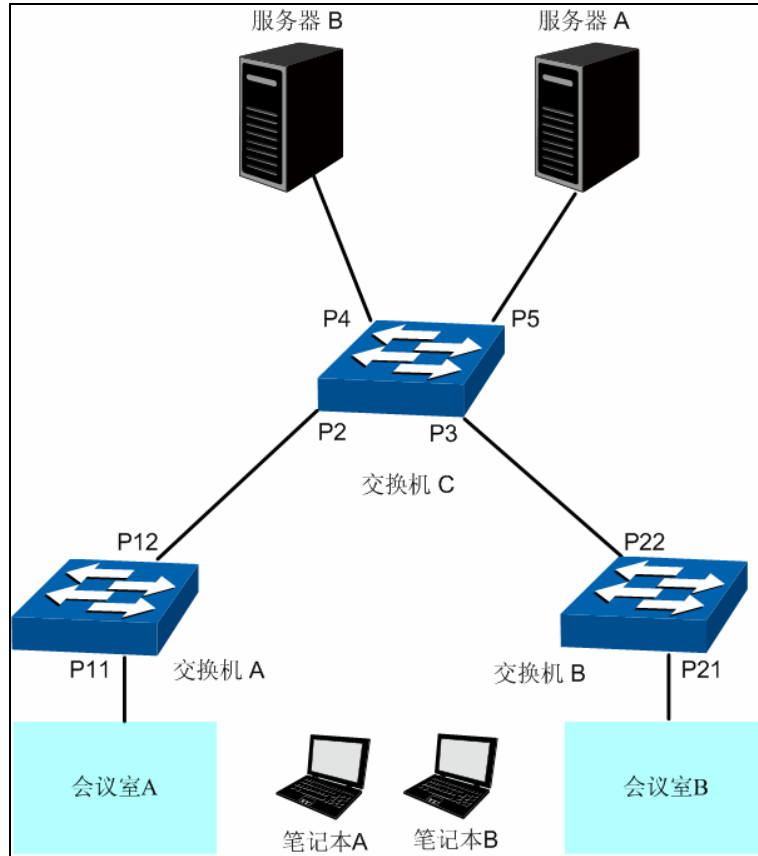 服务器 B
服务器 A
P4
P5
P2
P3
交换机 C
P12
P22
P11
交换机 A
交换机 B
P21
会议室A
会议室B
笔记本A
笔记本B